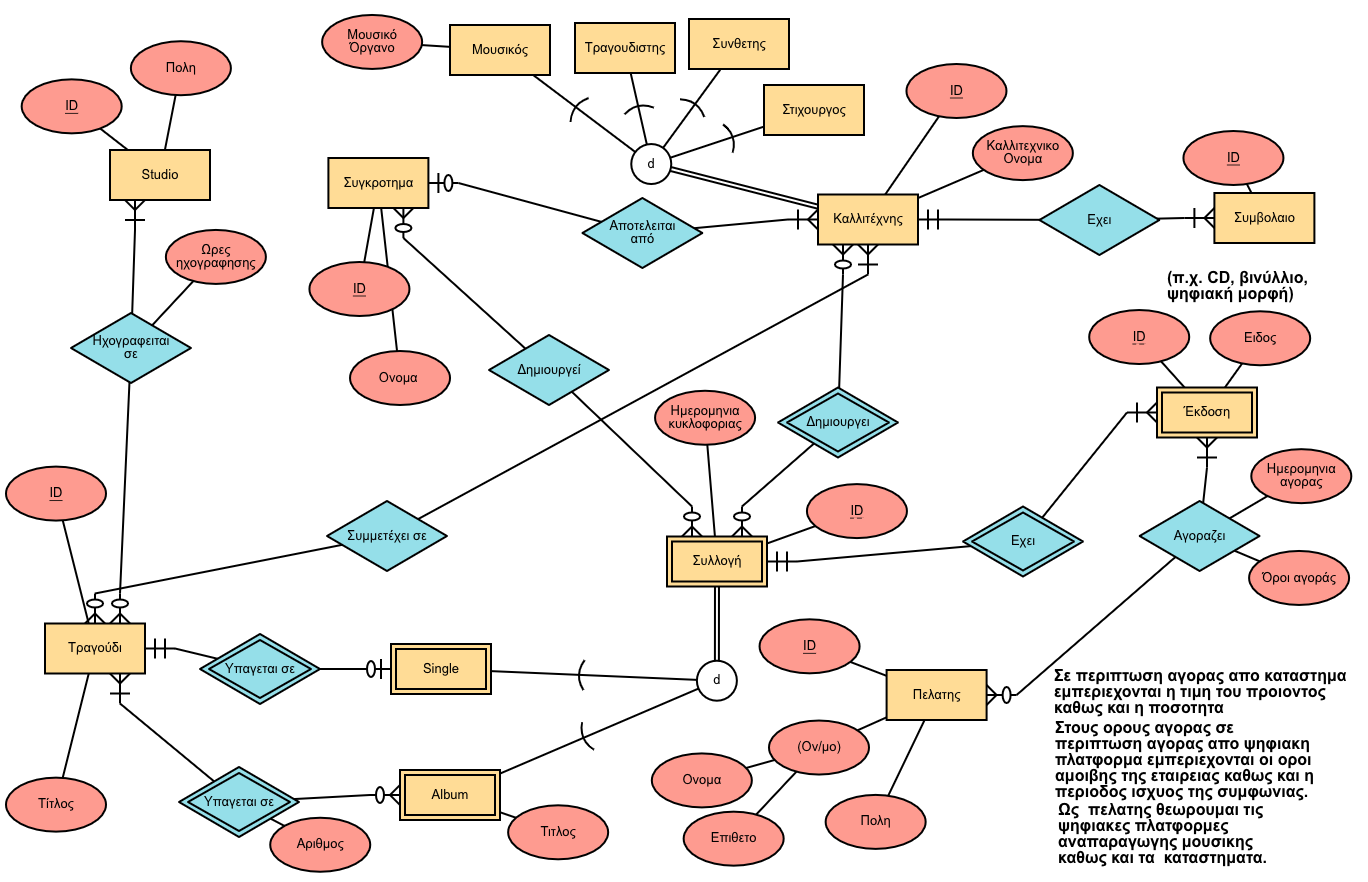 Μουσικό
Όργανο
Μουσικός
Τραγουδιστης
Συνθετης
Στιχουργος
Πολη
ID
Studio
ID
Καλλιτεχνικο
Ονομα
ID
d
Συγκροτημα
Αποτελειται
από
Καλλιτέχνης
Εχει
Συμβολαιο
Ωρες
ηχογραφησης
ID
(π.χ. CD, βινύλλιο,
ψηφιακή μορφή)
Ηχογραφειται
σε
Ονομα
Δημιουργεί
ID
Ειδος
Ημερομηνια
κυκλοφοριας
Δημιουργει
Έκδοση
ID
Ημερομηνια
αγορας
ID
Συμμετέχει σε
Συλλογή
Εχει
Αγοραζει
Όροι αγοράς
Τραγούδι
Υπαγεται σε
Single
d
ID
Πελατης
Σε περιπτωση αγορας απο καταστημα
εμπεριεχονται η τιμη του προιοντος
καθως και η ποσοτητα
Στους ορους αγορας σε
περιπτωση αγορας απο ψηφιακη
πλατφορμα εμπεριεχονται οι οροι
αμοιβης της εταιρειας καθως και η
περιοδος ισχυος της συμφωνιας.
Ως πελατης θεωρουμαι τις
ψηφιακες πλατφορμες
αναπαραγωγης μουσικης
καθως και τα καταστηματα.
(Ον/μο)
Ονομα
Επιθετο
Πολη
Τίτλος
Υπαγεται σε
Album
Αριθμος
Τιτλος